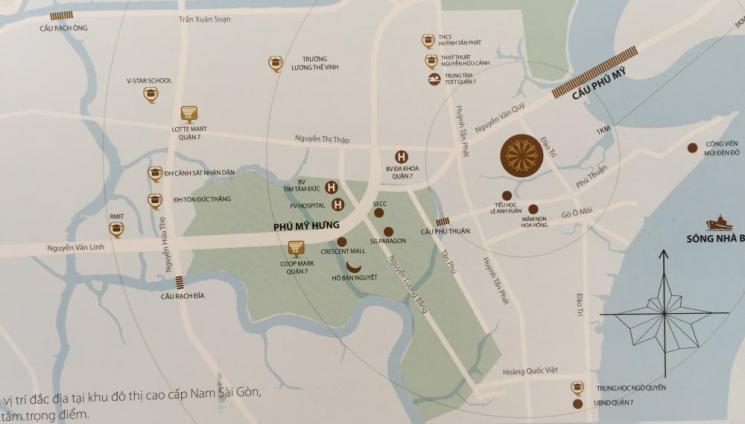 Trần Xuân Soạn
CẦU RẠCH ÔNG
THCS
HUỲNH TẤN PHÁT
TRƯỜNG
LƯƠNG THẾ VINH
THKT THUẬT
NGUYỄN HỮU CẢNH
TRUNG TÂM
TDTT QUẬN 7
V-STAR SCHOOL
CẦU PHÚ MỸ
LOTTE MART
QUẬN 7
Nguyễn Thị Thập
Huỳnh Tấn Phát
Nguyễn Văn Quỳ
Đào Trí
1KM
3KM
CÔNG VIÊN
MŨI ĐÈN ĐỎ
BV ĐA KHOA
QUẬN 7
ĐH CẢNH SÁT NHÂN DÂN
BV
TIM TÂM ĐỨC
Phú Thuận
ĐH TÔN ĐỨC THẮNG
FV HOSPITAL
SECC
TIỂU HỌC
LÊ ANH XUÂN
MẦM NON
HOA HỒNG
Gò Ô Môi
RMIT
PHÚ MỸ HƯNG
CẦU PHÚ THUẬN
SÔNG NHÀ B
Nguyễn Văn Linh
Nguyễn Hữu Thọ
COOP MARK
QUẬN 7
CRESCENT MALL
SG PARAGON
HỒ BÁN NGUYỆT
Nguyễn Lương Bằng
Tân Phú
Huỳnh Tấn Phát
Đào Trí
CẦU RẠCH ĐĨA
Hoàng Quốc Việt
TRUNG HỌC NGÔ QUYỀN
UBND QUẬN 7
vị trí đắc địa tại khu đô thị cao cấp Nam Sài Gòn,
tâm trọng điểm.